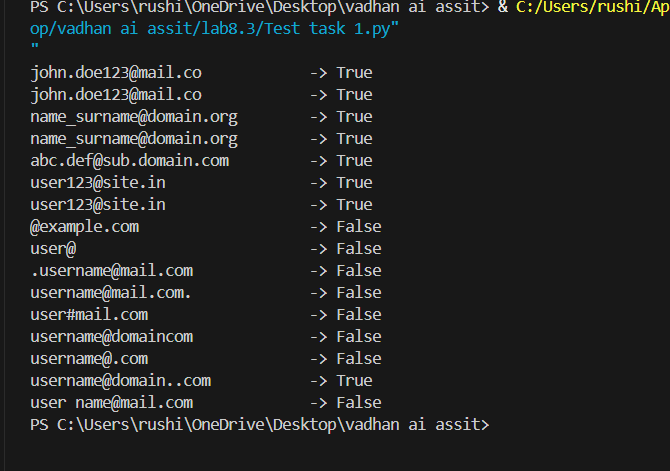 PS C:\Users\rushi\OneDrive\Desktop\vadhan ai assit> & C:/Users/rushi/Ap
op/vadhan ai assit/lab8.3/Test task 1.py"
"
john.doe123@mail.co -> True
john.doe123@mail.co -> True
name_surname@domain.org -> True
name_surname@domain.org -> True
abc.def@sub.domain.com -> True
user123@site.in -> True
user123@site.in -> True
@example.com -> False
user@ -> False
.username@mail.com -> False
username@mail.com. -> False
user#mail.com -> False
username@domaincom -> False
username@.com -> False
username@domain..com -> True
user name@mail.com -> False
PS C:\Users\rushi\OneDrive\Desktop\vadhan ai assit>